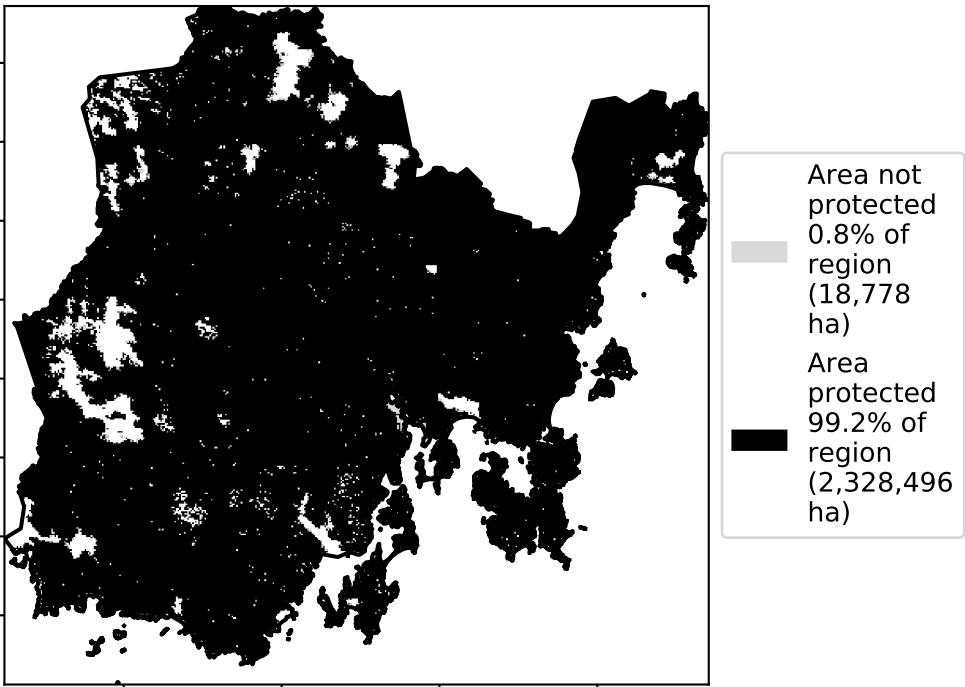 Area not
protected
0.8% of
region
(18,778
ha)
Area
protected
99.2% of
region
(2,328,496
ha)